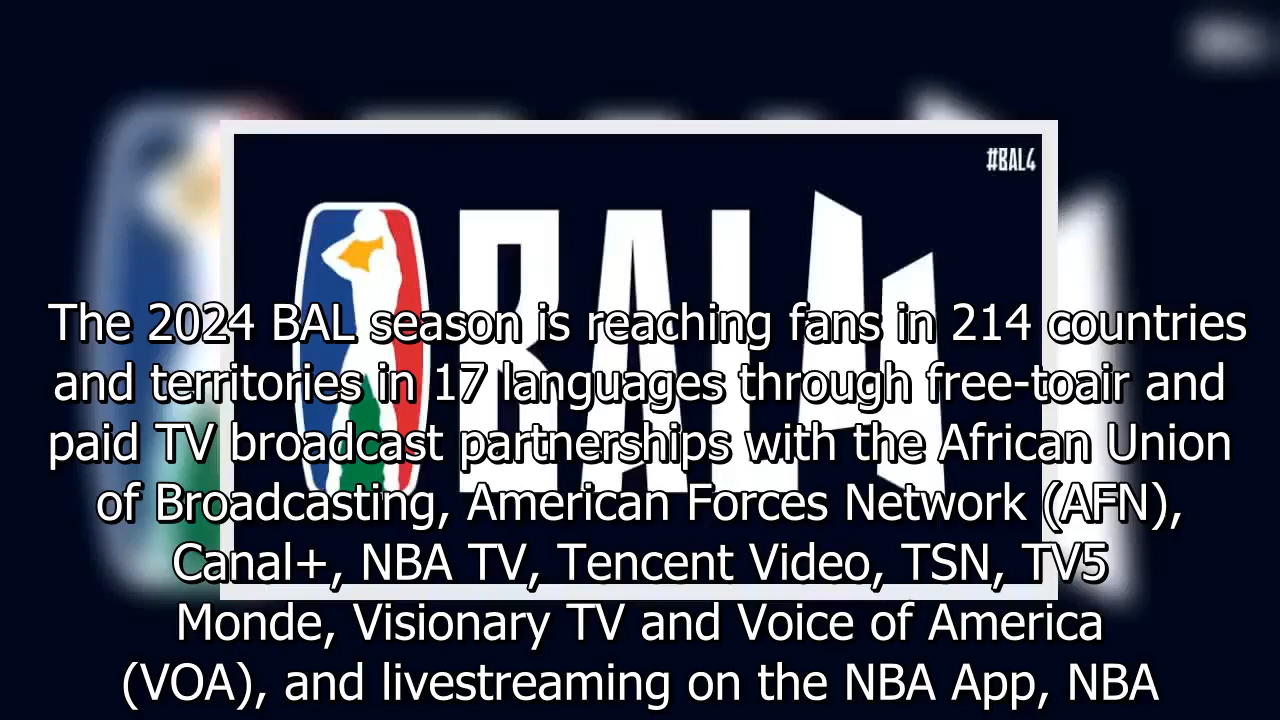 #BAL4
BAL4
The 2024 BAL season is reaching fans in 214 countries
and territories in 17 languages through free-toair and
paid TV broadcast partnerships with the African Union
of Broadcasting, American Forces Network (AFN),
Canal+, NBA TV, Tencent Video, TSN, TV5
Monde, Visionary TV and Voice of America
(VOA), and livestreaming on the NBA App, NBA